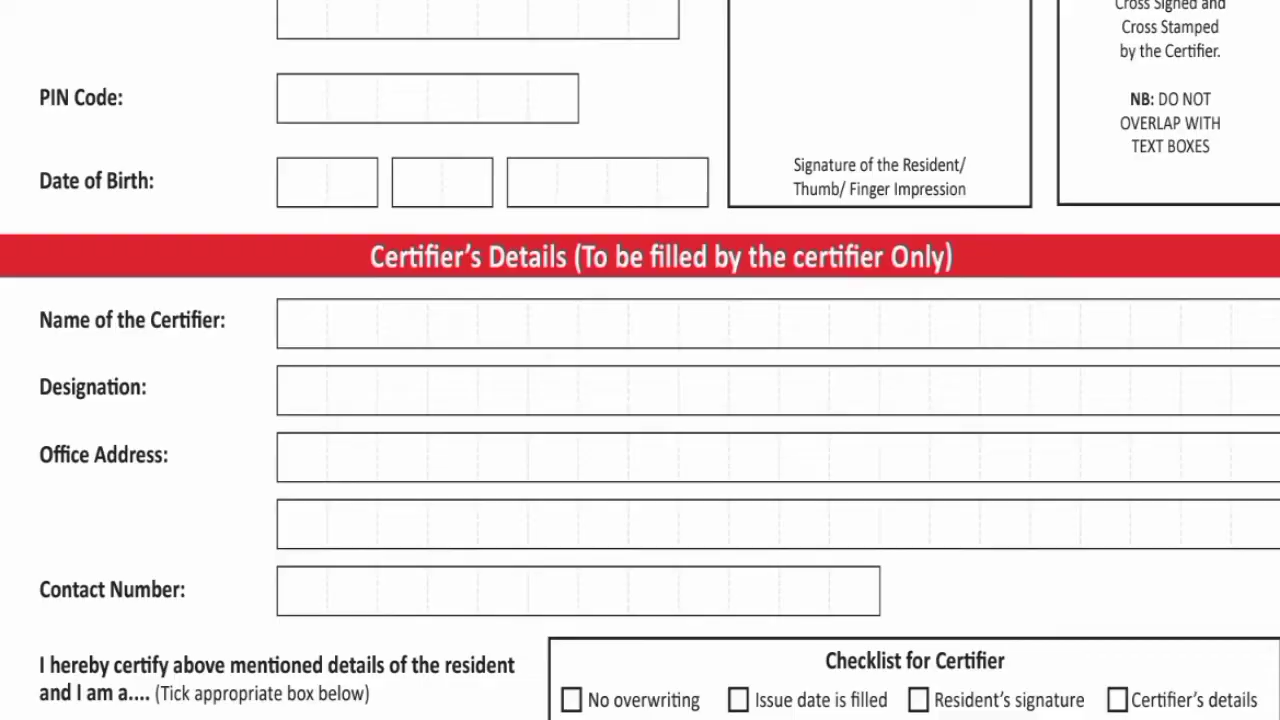 Cross Signed and
Cross Stamped
by the Certifier.
NB: DO NOT
OVERLAP WITH
TEXT BOXES
PIN Code:
Date of Birth:
Signature of the Resident/
Thumb/ Finger Impression
Certifier's Details (To be filled by the certifier Only)
Name of the Certifier:
Designation:
Office Address:
Contact Number:
I hereby certify above mentioned details of the resident
and I am a.... (Tick appropriate box below)
Checklist for Certifier
No overwriting Issue date is filled Resident's signature Certifier's details